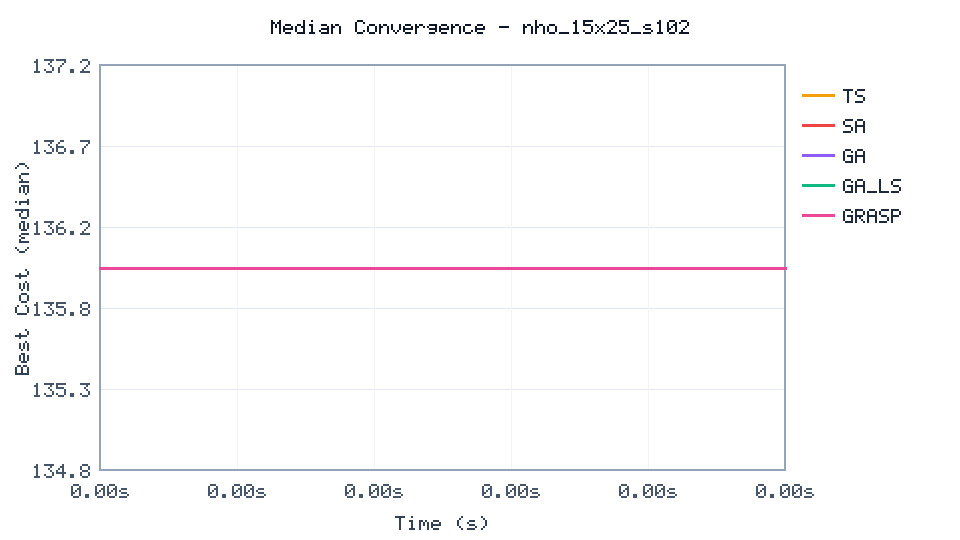 Median Convergence - nho_15x25_s102
137.2
136.7
136.2
135.8
135.3
134.8
Best Cost (median)
0.00s 0.00s 0.00s 0.00s 0.00s 0.00s
Time (s)
TS
SA
GA
GA_LS
GRASP